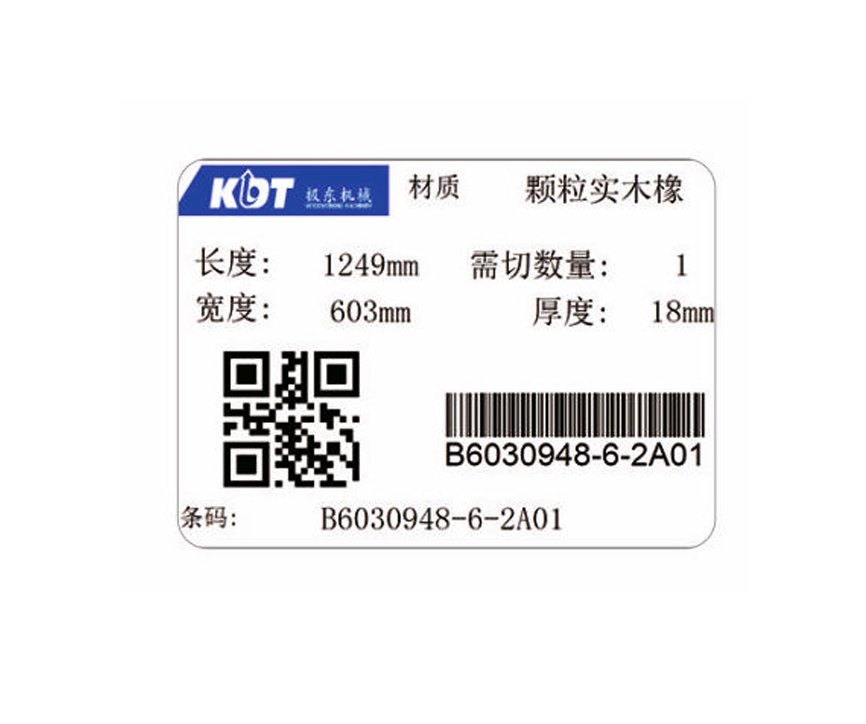 KDT 极东机械 材质 颗粒实木橡
长度: 1249mm 需切数量: 1
宽度: 603mm 厚度: 18mm
B6030948-6-2A01
条码: B6030948-6-2A01